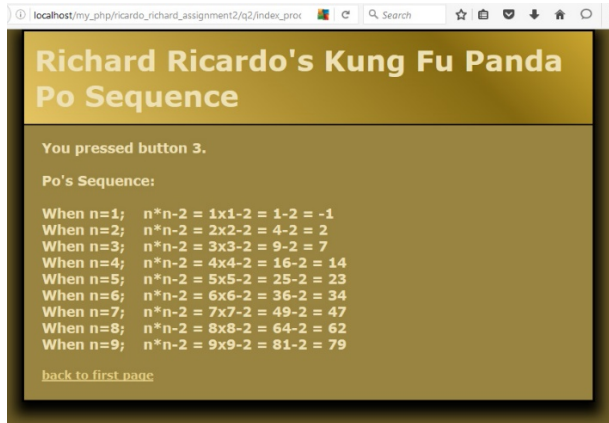 localhost/my_php/ricardo_richard_assignment2/q2/index_proc
Search
Richard Ricardo's Kung Fu Panda
Po Sequence
You pressed button 3.
Po's Sequence:
When n=1; n*n-2 = 1x1-2 = 1-2 = -1
When n=2; n*n-2 = 2x2-2 = 4-2 = 2
When n=3; n*n-2 = 3x3-2 = 9-2 = 7
When n=4; n*n-2 = 4x4-2 = 16-2 = 14
When n=5; n*n-2 = 5x5-2 = 25-2 = 23
When n=6; n*n-2 = 6x6-2 = 36-2 = 34
When n=7; n*n-2 = 7x7-2 = 49-2 = 47
When n=8; n*n-2 = 8x8-2 = 64-2 = 62
When n=9; n*n-2 = 9x9-2 = 81-2 = 79
back to first page